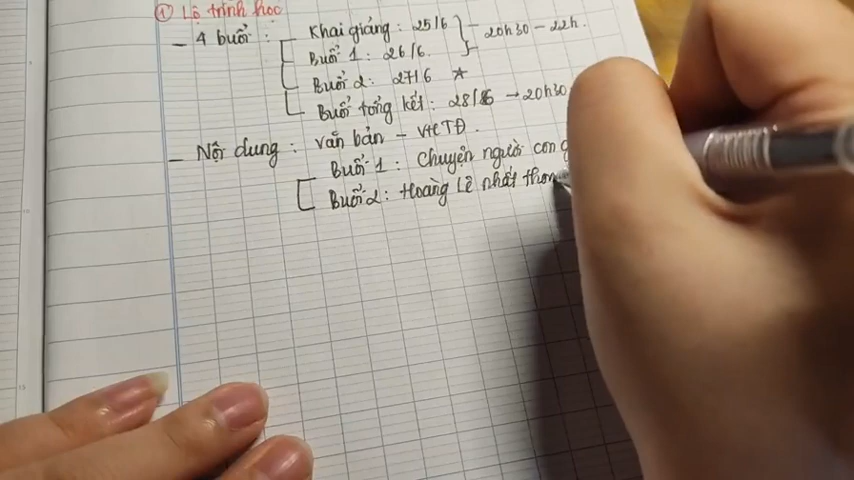 ① Lộ trình học
- 4 buổi : Khai giảng : 25/6 20h30 - 22h.
Buổi 1 : 26/6.
Buổi 2 : 27/6 ★
Buổi tổng kết : 28/6 → 20h30
- Nội dung : văn bản - VHTĐ.
Buổi 1 : Chuyện người con g
Buổi 2 : Hoàng Lê nhất thon